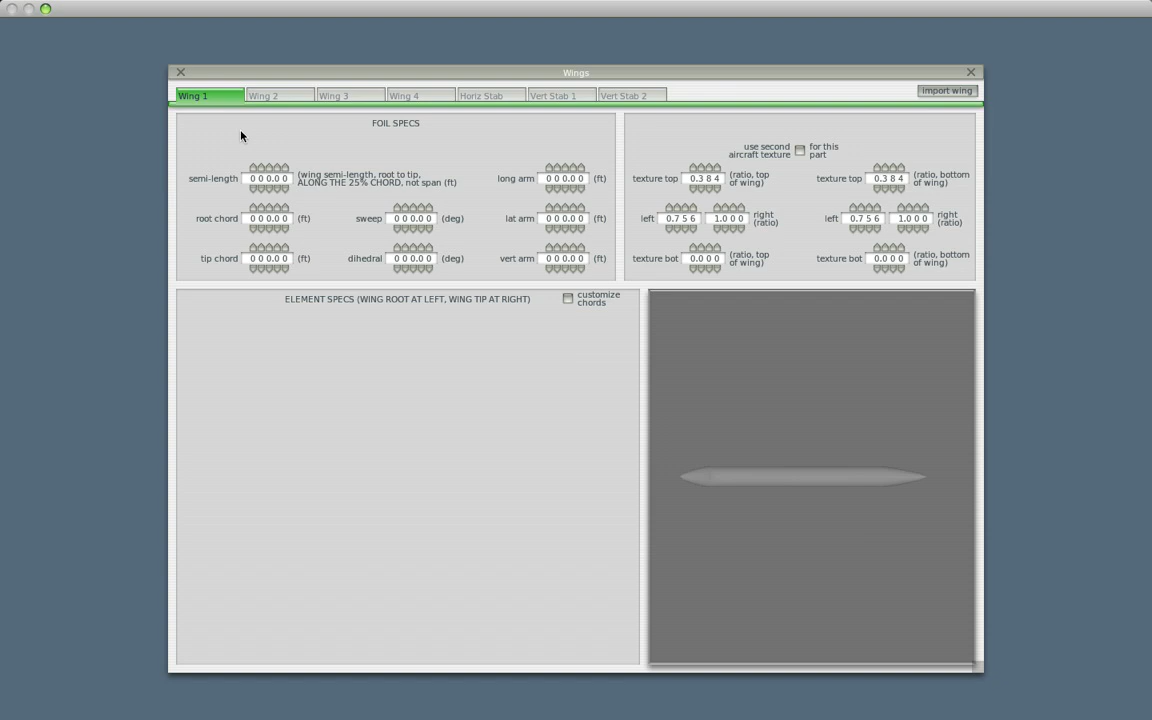 Wings
Wing 1 Wing 2 Wing 3 Wing 4 Horiz Stab Vert Stab 1 Vert Stab 2
import wing
FOIL SPECS
semi-length 0 0 0.0 0 (wing semi-length, root to tip,
ALONG THE 25% CHORD, not span (ft)
long arm 0 0 0.0 0 (ft)
root chord 0 0 0.0 0 (ft) sweep 0 0 0.0 0 (deg) lat arm 0 0 0.0 0 (ft)
tip chord 0 0 0.0 0 (ft) dihedral 0 0 0.0 0 (deg) vert arm 0 0 0.0 0 (ft)
use second
aircraft texture
for this
part
texture top 0.3 8 4 (ratio, top
of wing)
texture top 0.3 8 4 (ratio, bottom
of wing)
left 0.7 5 6 1.0 0 0 right
(ratio)
left 0.7 5 6 1.0 0 0 right
(ratio)
texture bot 0.0 0 0 (ratio, top
of wing)
texture bot 0.0 0 0 (ratio, bottom
of wing)
ELEMENT SPECS (WING ROOT AT LEFT, WING TIP AT RIGHT)
customize
chords